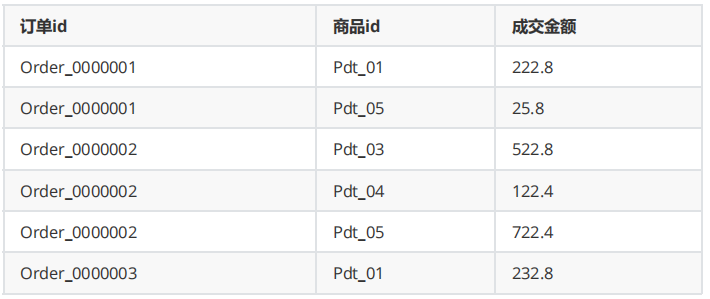 订单id 商品id 成交金额
Order_0000001 Pdt_01 222.8
Order_0000001 Pdt_05 25.8
Order_0000002 Pdt_03 522.8
Order_0000002 Pdt_04 122.4
Order_0000002 Pdt_05 722.4
Order_0000003 Pdt_01 232.8